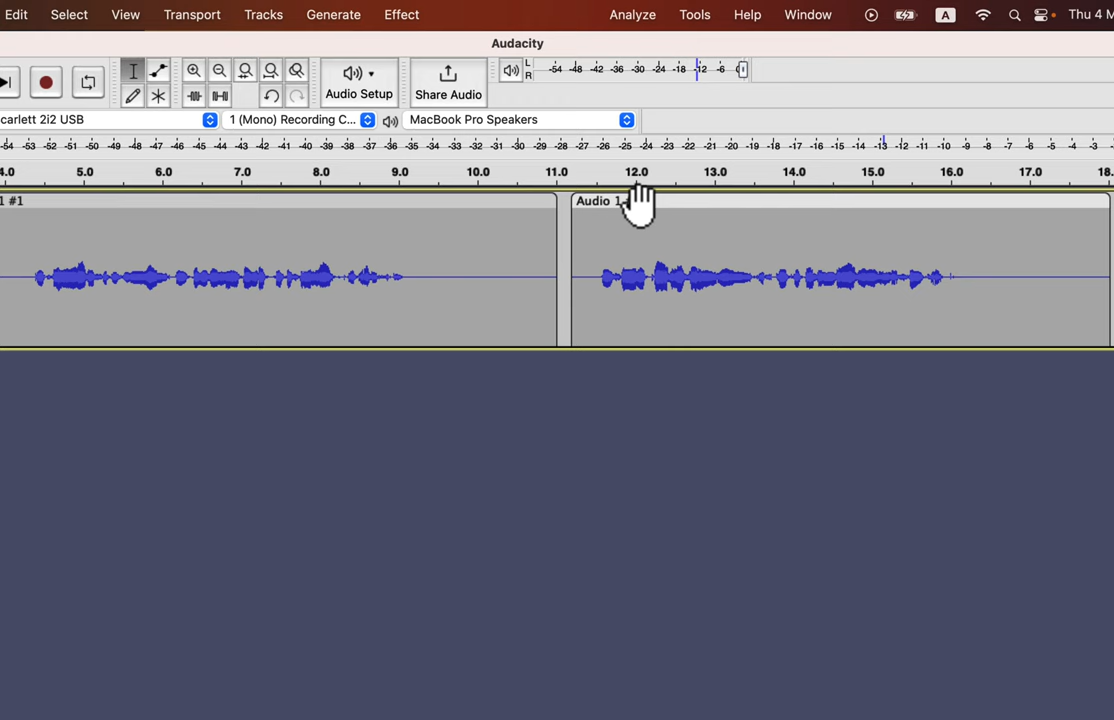 Edit Select View Transport Tracks Generate Effect Analyze Tools Help Window A Thu 4 M
Audacity
L -54 -48 -42 -36 -30 -24 -18 -12 -6
R
Audio Setup Share Audio
carlett 2i2 USB 1 (Mono) Recording C... MacBook Pro Speakers
-54 -53 -52 -51 -50 -49 -48 -47 -46 -45 -44 -43 -42 -41 -40 -39 -38 -37 -36 -35 -34 -33 -32 -31 -30 -29 -28 -27 -26 -25 -24 -23 -22 -21 -20 -19 -18 -17 -16 -15 -14 -13 -12 -11 -10 -9 -8 -7 -6 -5 -4 -3
4.0 5.0 6.0 7.0 8.0 9.0 10.0 11.0 12.0 13.0 14.0 15.0 16.0 17.0 18.
1 #1 Audio 1